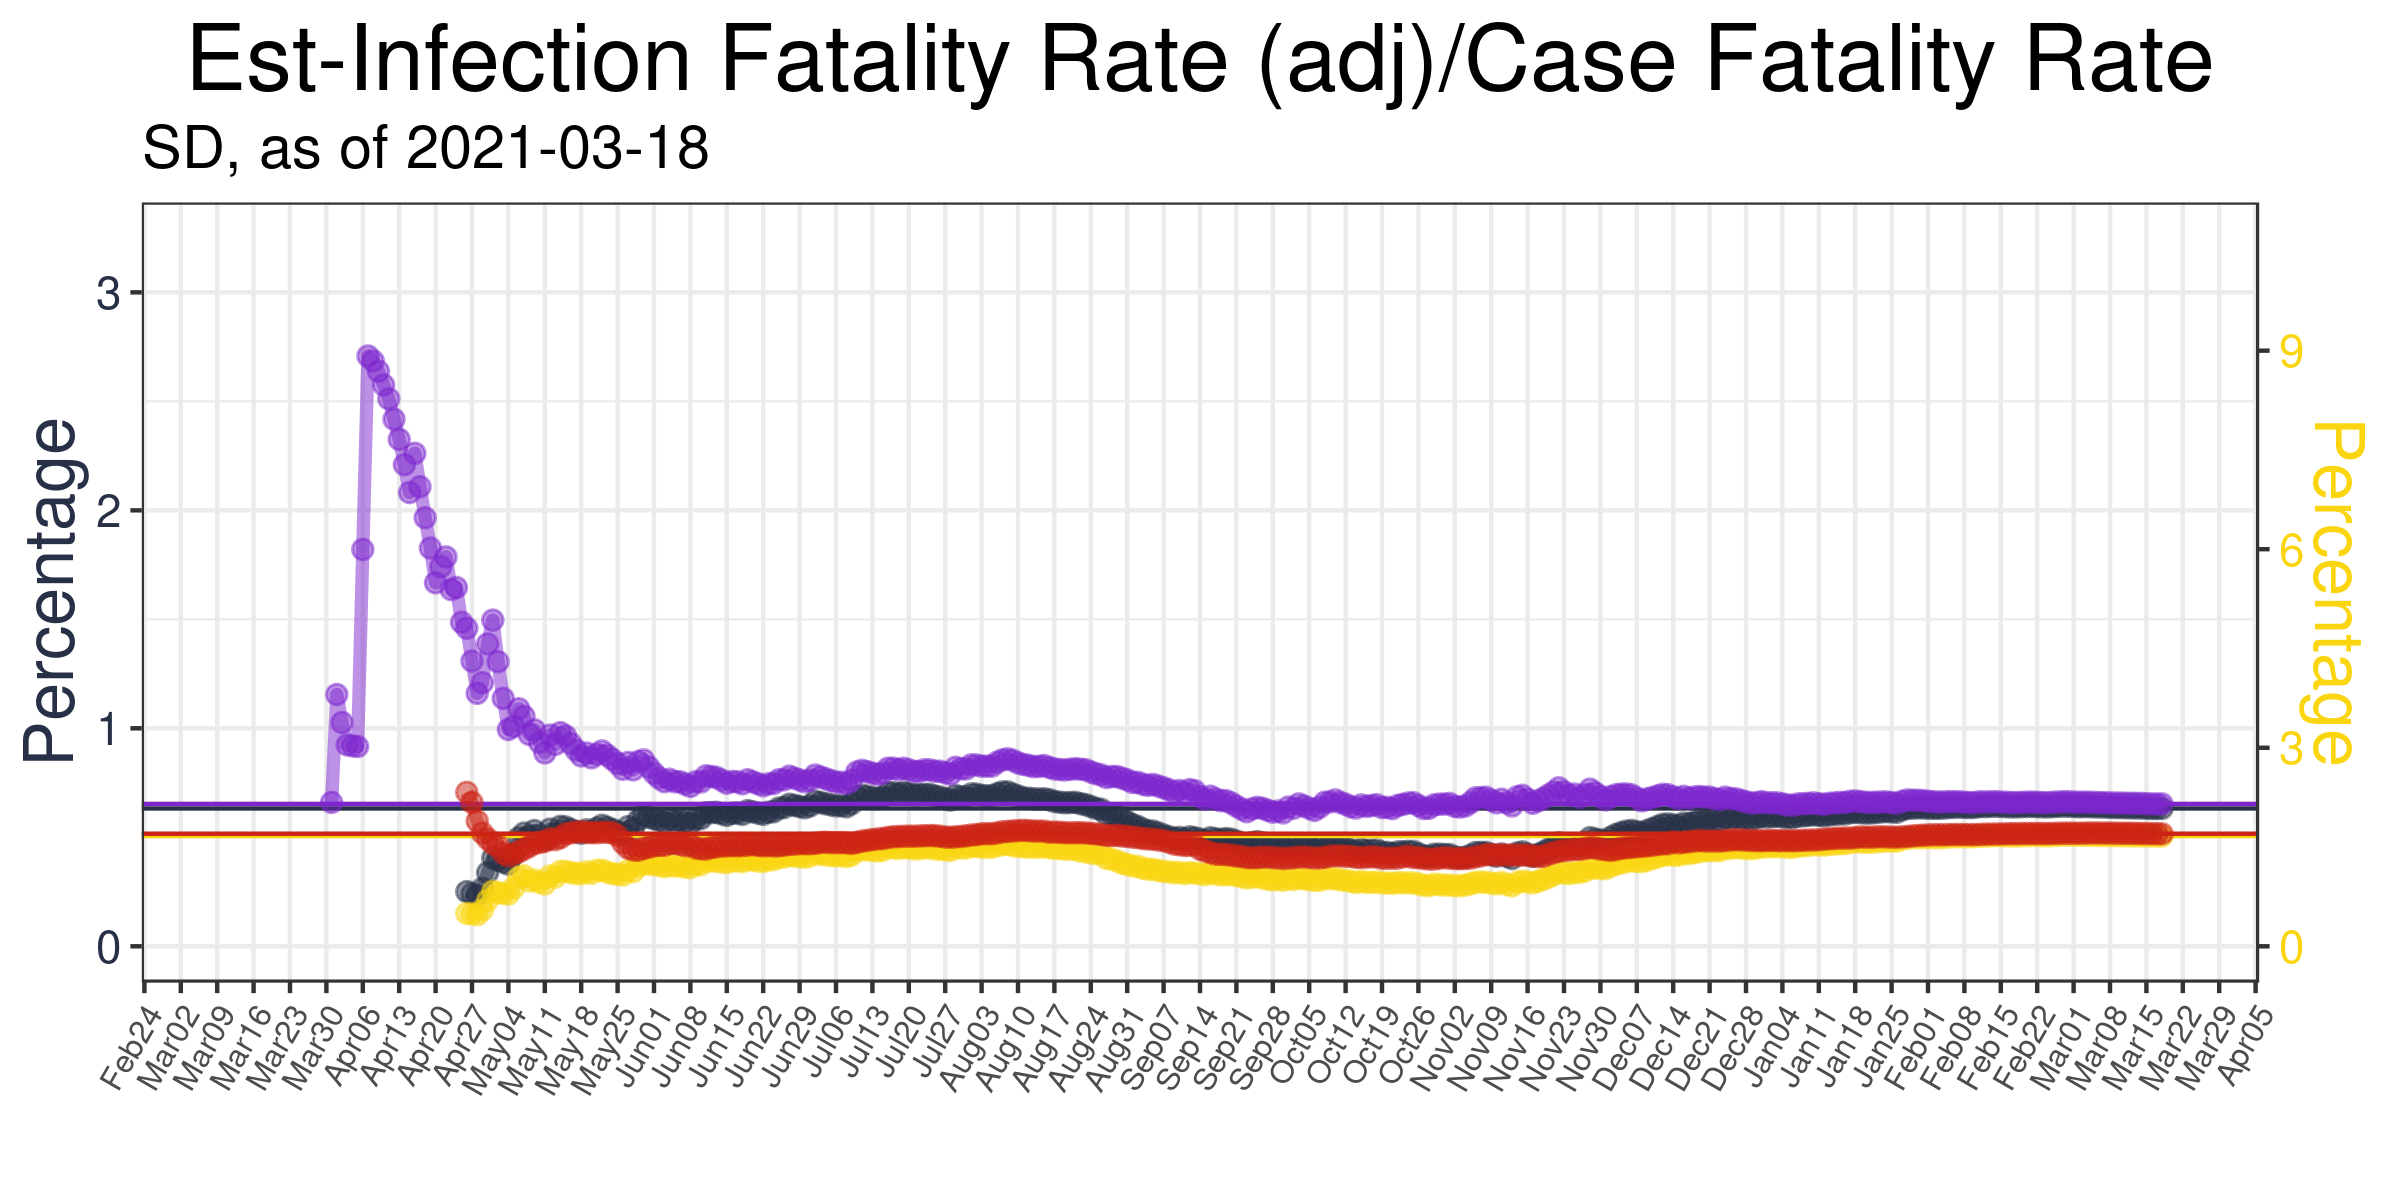 Est-Infection Fatality Rate (adj)/Case Fatality Rate
SD, as of 2021-03-18
Percentage
3
2
1
0
9
6
3
0
Percentage
Feb24
Mar02
Mar09
Mar16
Mar23
Mar30
Apr06
Apr13
Apr20
Apr27
May04
May11
May18
May25
Jun01
Jun08
Jun15
Jun22
Jun29
Jul06
Jul13
Jul20
Jul27
Aug03
Aug10
Aug17
Aug24
Aug31
Sep07
Sep14
Sep21
Sep28
Oct05
Oct12
Oct19
Oct26
Nov02
Nov09
Nov16
Nov23
Nov30
Dec07
Dec14
Dec21
Dec28
Jan04
Jan11
Jan18
Jan25
Feb01
Feb08
Feb15
Feb22
Mar01
Mar08
Mar15
Mar22
Mar29
Apr05